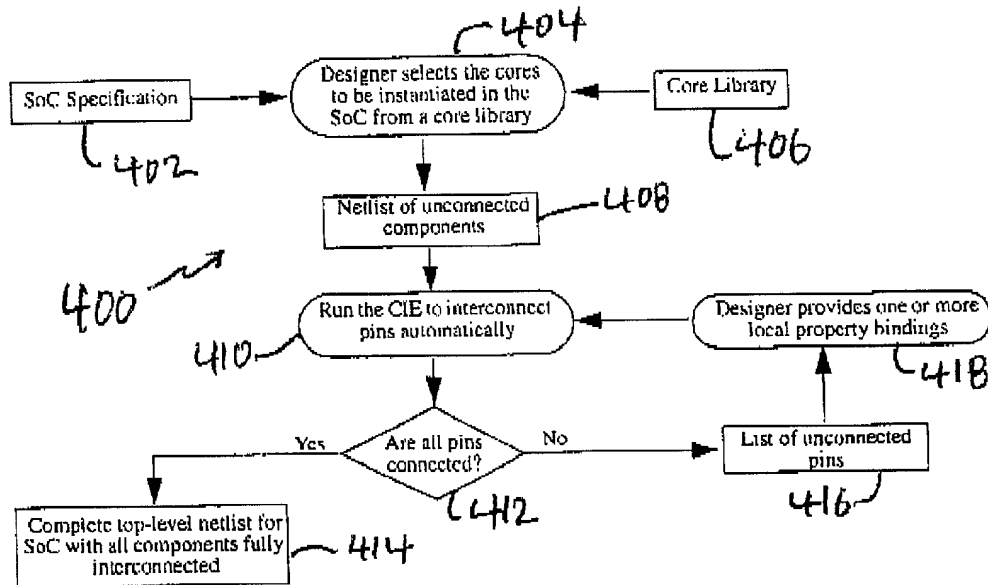 404
SoC Specification
402
Designer selects the cores
to be instantiated in the
SoC from a core library
Core Library
406
Netlist of unconnected
components
408
400
Run the CIE to interconnect
pins automatically
410
Designer provides one or more
local property bindings
418
Are all pins
connected?
412
Yes
No
List of unconnected
pins
416
Complete top-level netlist for
SoC with all components fully
interconnected
414